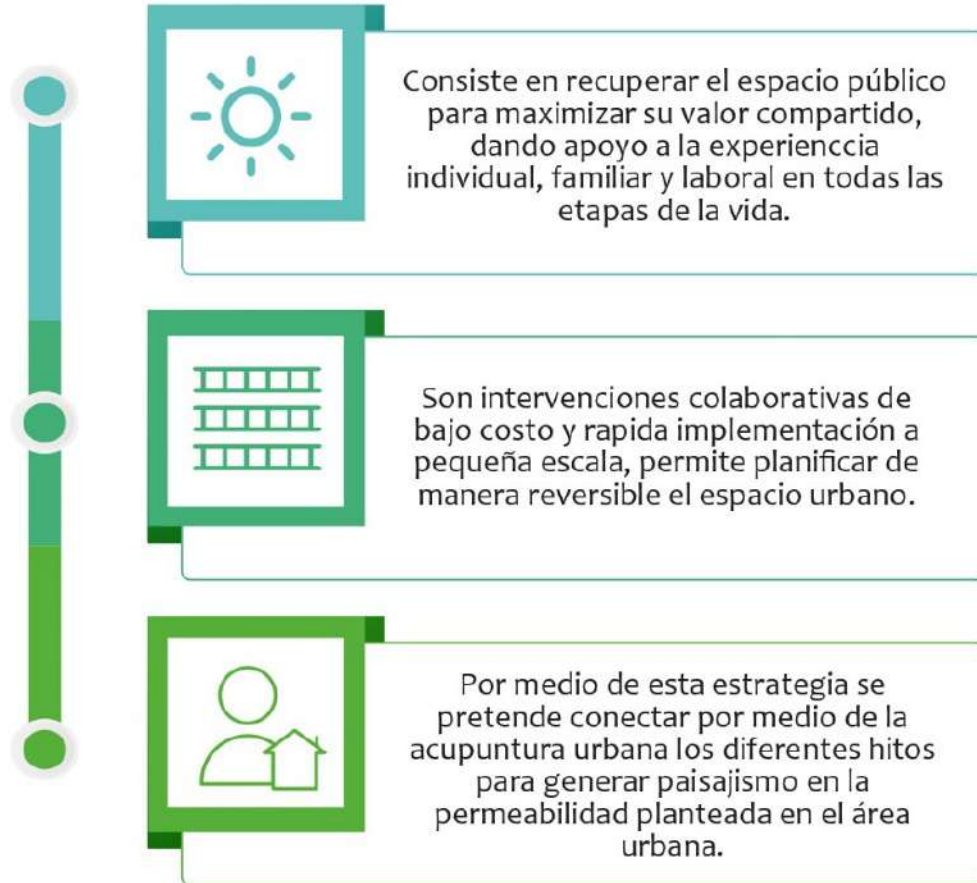 Consiste en recuperar el espacio público
para maximizar su valor compartido,
dando apoyo a la experienccia
individual, familiar y laboral en todas las
etapas de la vida.
Son intervenciones colaborativas de
bajo costo y rapida implementación a
pequeña escala, permite planificar de
manera reversible el espacio urbano.
Por medio de esta estrategia se
pretende conectar por medio de la
acupuntura urbana los diferentes hitos
para generar paisajismo en la
permeabilidad planteada en el área
urbana.